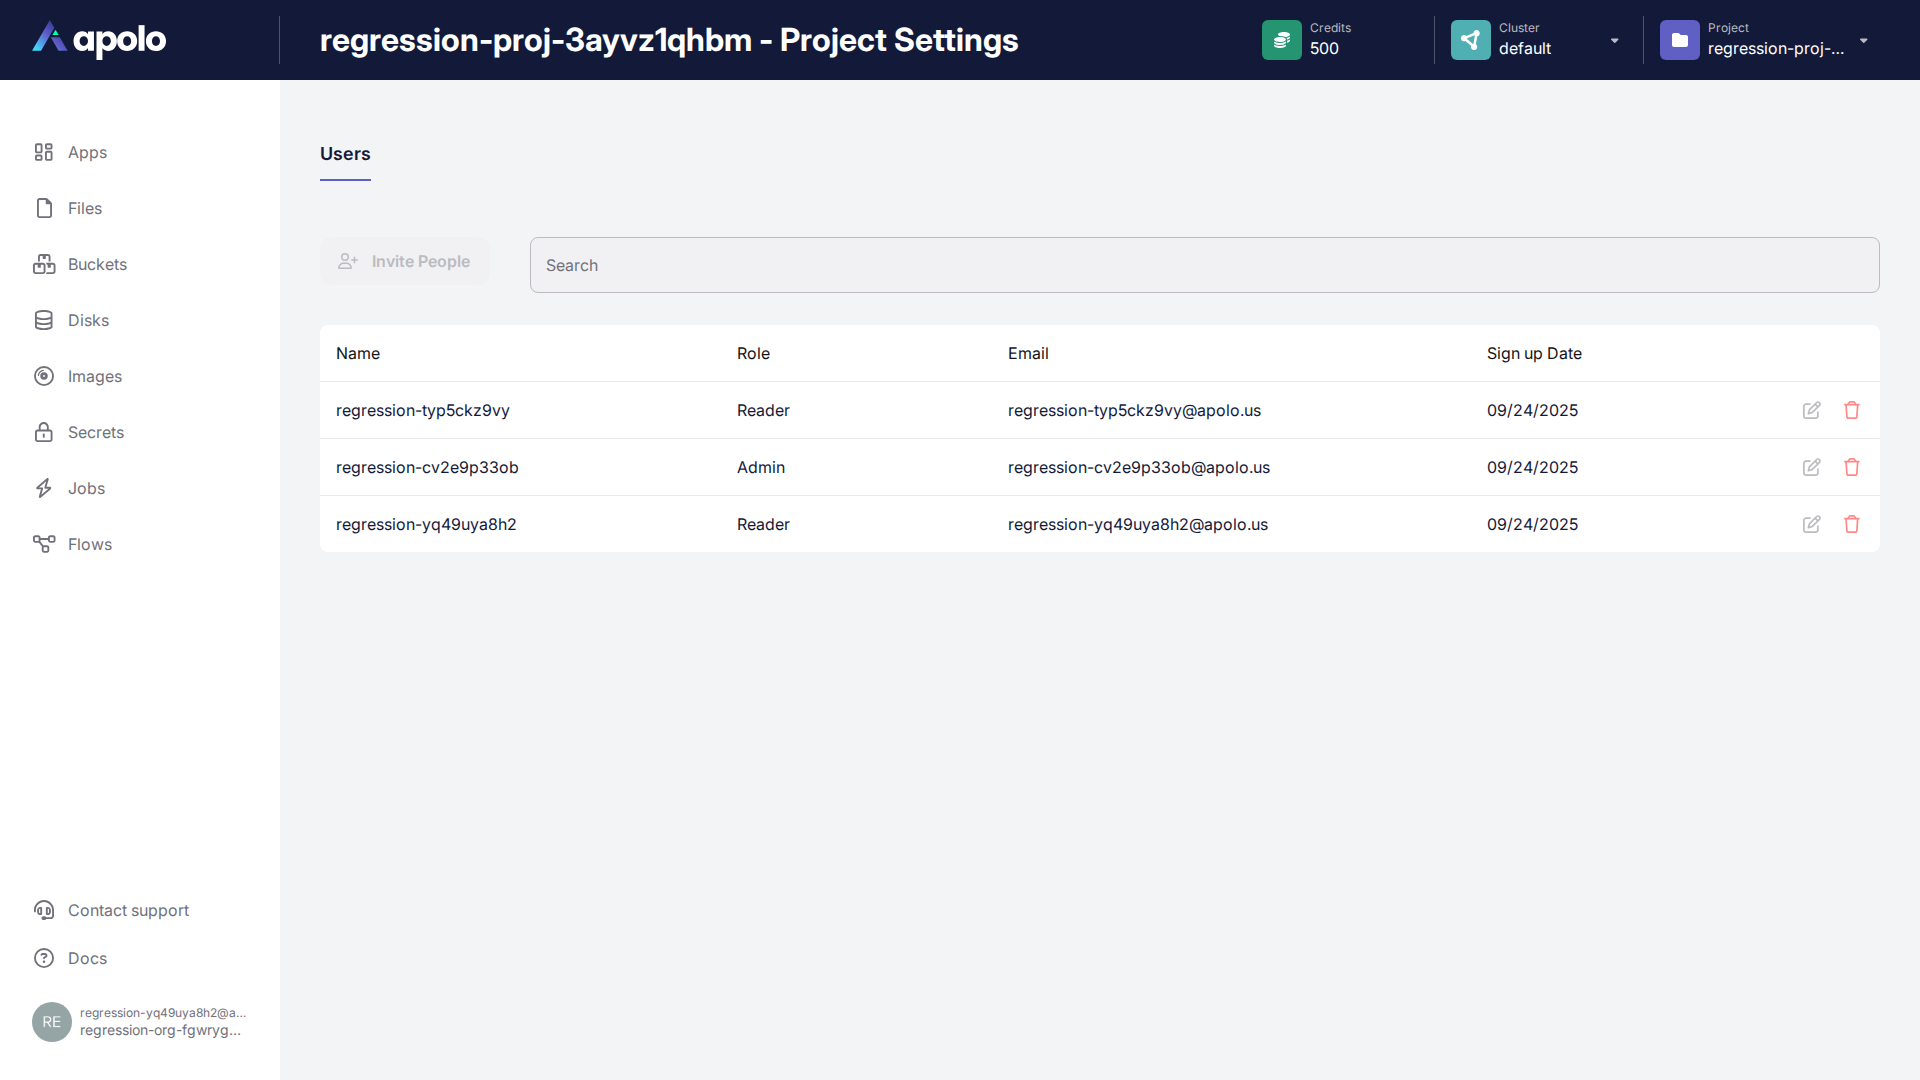 apolo
regression-proj-3ayvz1qhbm - Project Settings
Credits
500
Cluster
default
Project
regression-proj-...
Apps
Files
Buckets
Disks
Images
Secrets
Jobs
Flows
Users
Invite People
Search
Name Role Email Sign up Date
regression-typ5ckz9vy Reader regression-typ5ckz9vy@apolo.us 09/24/2025
regression-cv2e9p33ob Admin regression-cv2e9p33ob@apolo.us 09/24/2025
regression-yq49uya8h2 Reader regression-yq49uya8h2@apolo.us 09/24/2025
Contact support
Docs
RE
regression-yq49uya8h2@a...
regression-org-fgwryg...